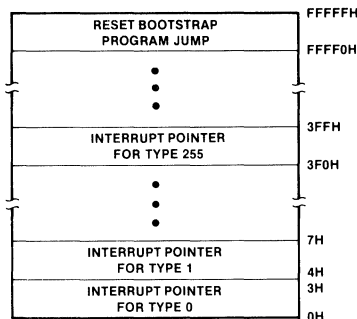 FFFFFH
RESET BOOTSTRAP
PROGRAM JUMP
FFFF0H
3FFH
INTERRUPT POINTER
FOR TYPE 255
3F0H
7H
INTERRUPT POINTER
FOR TYPE 1
4H
3H
INTERRUPT POINTER
FOR TYPE 0
0H